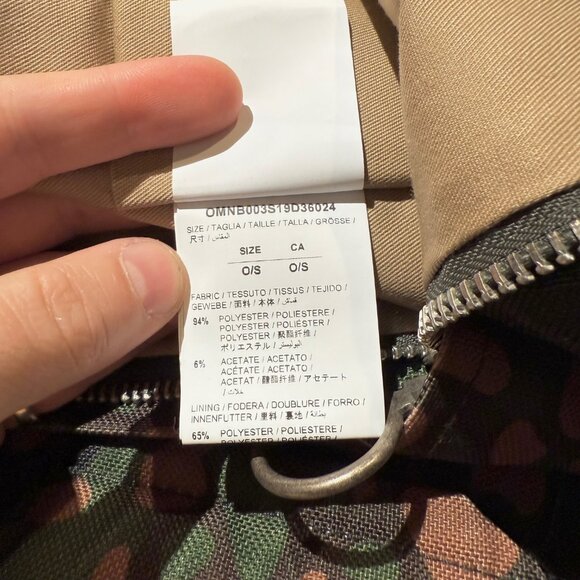 OMNB003S19D36024
SIZE / TAGLIA / TAILLE / TALLA / GRÖSSE /
尺寸 / المقاس /
SIZE CA
O/S O/S
FABRIC / TESSUTO / TISSUS / TEJIDO /
GEWEBE / 面料 / 本体 / قماش /
94% POLYESTER / POLIESTERE /
POLYESTER / POLIÉSTER /
POLYESTER / 聚酯纤维 /
ポリエステル / البوليستر /
6% ACETATE / ACETATO /
ACÉTATE / ACETATO /
ACETAT / 醋酯纤维 / アセテート
/ خلات /
LINING / FODERA / DOUBLURE / FORRO /
INNENFUTTER / 里料 / 裏地 / بطانة /
65% POLYESTER / POLIESTERE /
POLYESTER / POLIÉSTER /